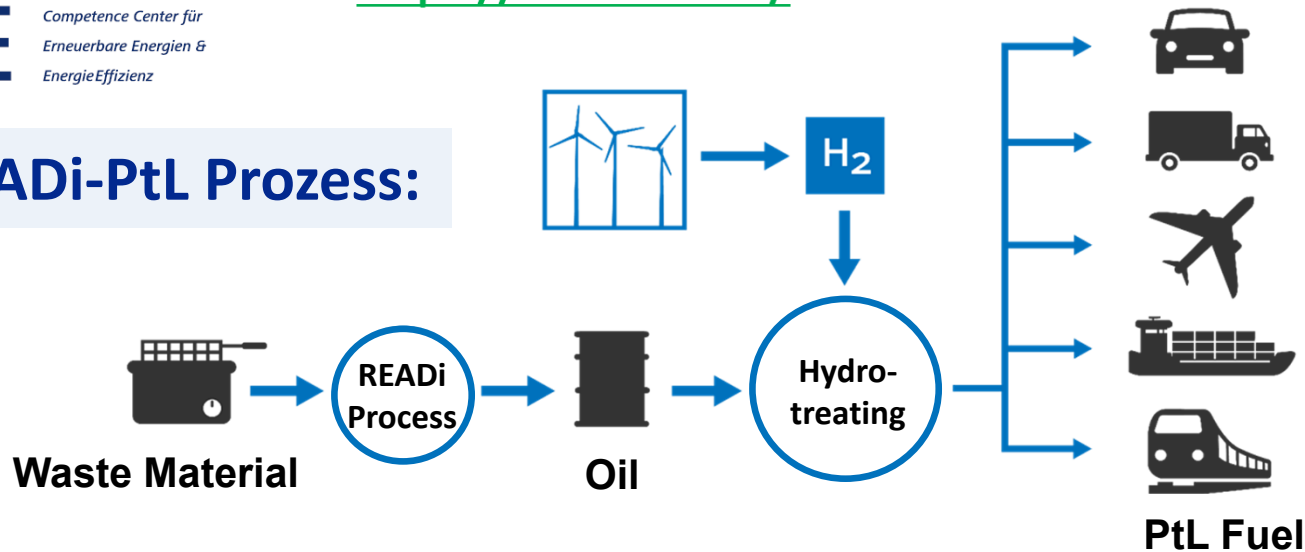 Competence Center für
Erneuerbare Energien &
EnergieEffizienz
ADi-PtL Prozess:
H₂
READi
Process
Hydro-
treating
Waste Material
Oil
PtL Fuel